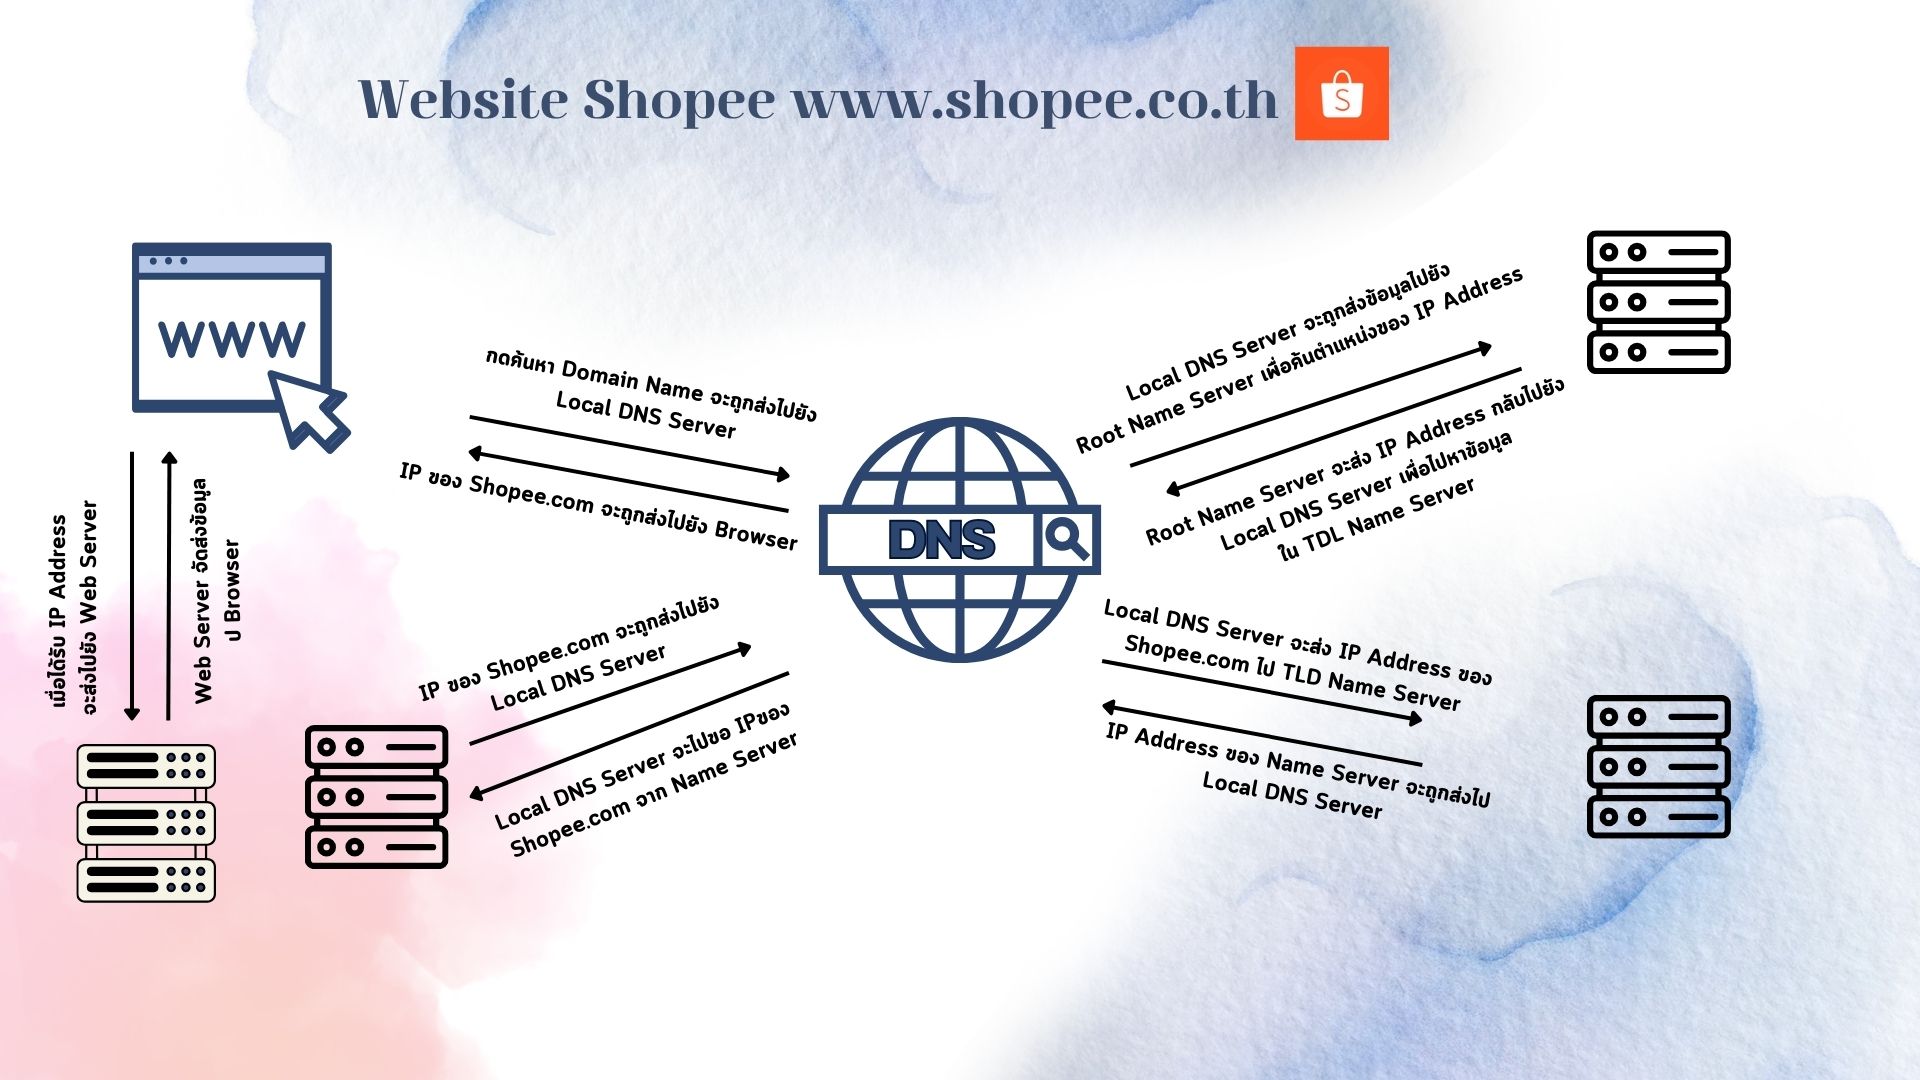 Website Shopee www.shopee.co.th
S
WWW
กดค้นหา Domain Name จะถูกส่งไปยัง
Local DNS Server
IP ของ Shopee.com จะถูกส่งไปยัง Browser
Local DNS Server จะถูกส่งข้อมูลไปยัง
Root Name Server เพื่อค้นตำแหน่งของ IP Address
Root Name Server จะส่ง IP Address กลับไปยัง
Local DNS Server เพื่อไปหาข้อมูล
ใน TDL Name Server
DNS
เมื่อได้รับ IP Address
จะส่งไปยัง Web Server
Web Server จัดส่งข้อมูล
ป Browser
IP ของ Shopee.com จะถูกส่งไปยัง
Local DNS Server
Local DNS Server จะไปขอ IPของ
Shopee.com จาก Name Server
Local DNS Server จะส่ง IP Address ของ
Shopee.com ไป TLD Name Server
IP Address ของ Name Server จะถูกส่งไป
Local DNS Server